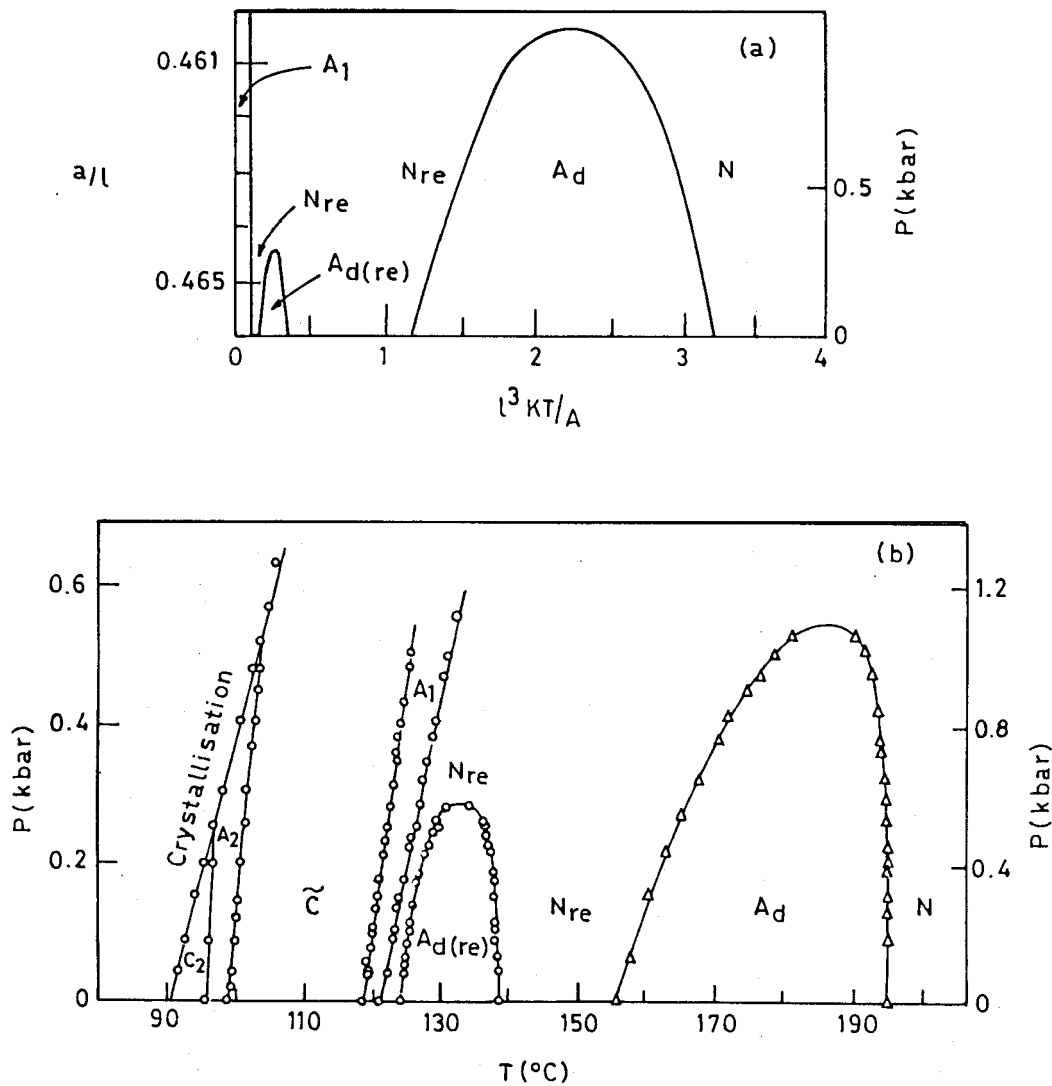 (a)
0.461
A1
a/l
Nre
Ad
N
0.5
P(kbar)
Nre
0.465
Ad(re)
0
0
1
2
3
4
l³KT/A
(b)
0.6
1.2
Crystallisation
A1
0.4
0.8
P(kbar)
Nre
P(kbar)
A2
0.2
0.4
C̃
Nre
Ad
N
Ad(re)
C2
0
0
90
110
130
150
170
190
T(°C)